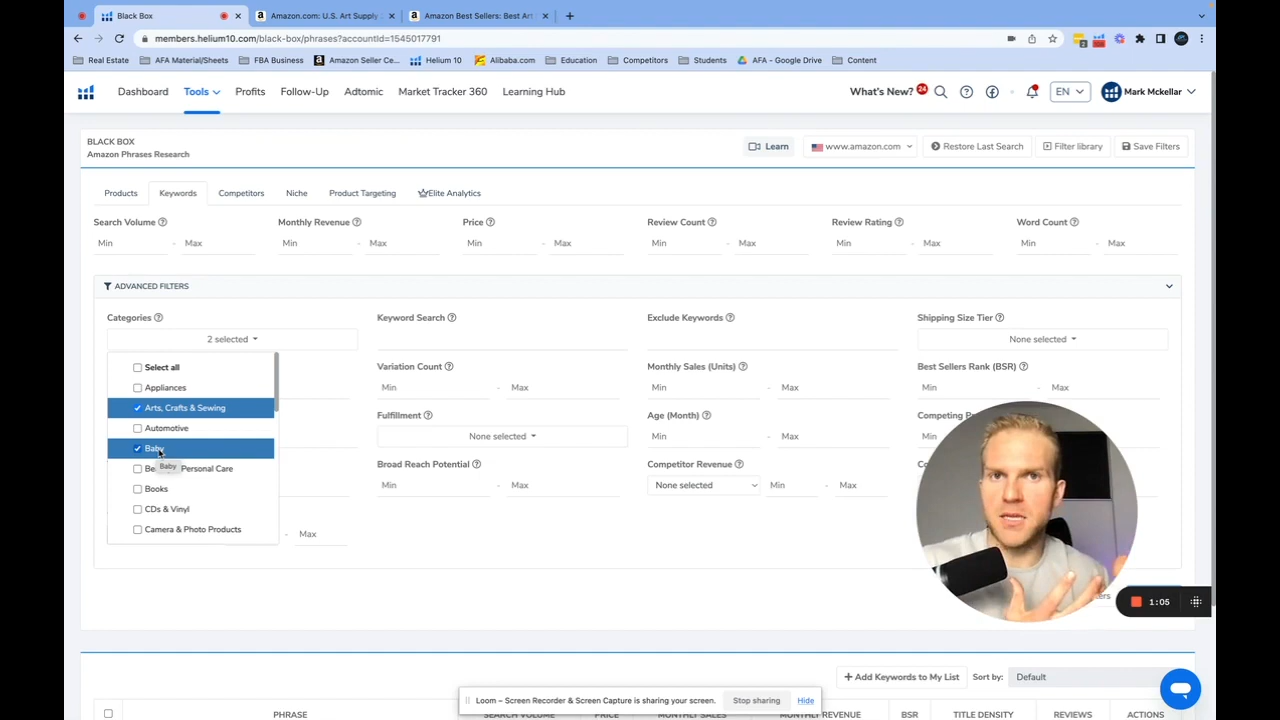 Black Box
Amazon.com: U.S. Art Supply
Amazon Best Sellers: Best Art
members.helium10.com/black-box/phrases?accountId=1545017791
Real Estate
AFA Material/Sheets
FBA Business
Amazon Seller Ce...
Helium 10
Alibaba.com
Education
Competitors
Students
AFA - Google Drive
Content
Dashboard
Tools
Profits
Follow-Up
Adtomic
Market Tracker 360
Learning Hub
What's New?
24
EN
Mark Mckellar
BLACK BOX
Amazon Phrases Research
Learn
www.amazon.com
Restore Last Search
Filter library
Save Filters
Products
Keywords
Competitors
Niche
Product Targeting
Elite Analytics
Search Volume
Monthly Revenue
Price
Review Count
Review Rating
Word Count
Min - Max
Min - Max
Min - Max
Min - Max
Min - Max
Min - Max
ADVANCED FILTERS
Categories
Keyword Search
Exclude Keywords
Shipping Size Tier
2 selected
None selected
Select all
Appliances
Arts, Crafts & Sewing
Automotive
Baby
Baby
Personal Care
Books
CDs & Vinyl
Camera & Photo Products
Variation Count
Monthly Sales (Units)
Best Sellers Rank (BSR)
Min - Max
Min - Max
Min - Max
Fulfillment
Age (Month)
Competing
None selected
Min - Max
Min
Broad Reach Potential
Competitor Revenue
Min - Max
None selected
Min - Max
- Max
1:05
Add Keywords to My List
Sort by:
Default
Loom – Screen Recorder & Screen Capture is sharing your screen.
Stop sharing
Hide
PHRASE
SEARCH VOLUME
PRICE
MONTHLY SALES
MONTHLY REVENUE
BSR
TITLE DENSITY
REVIEWS
ACTIONS